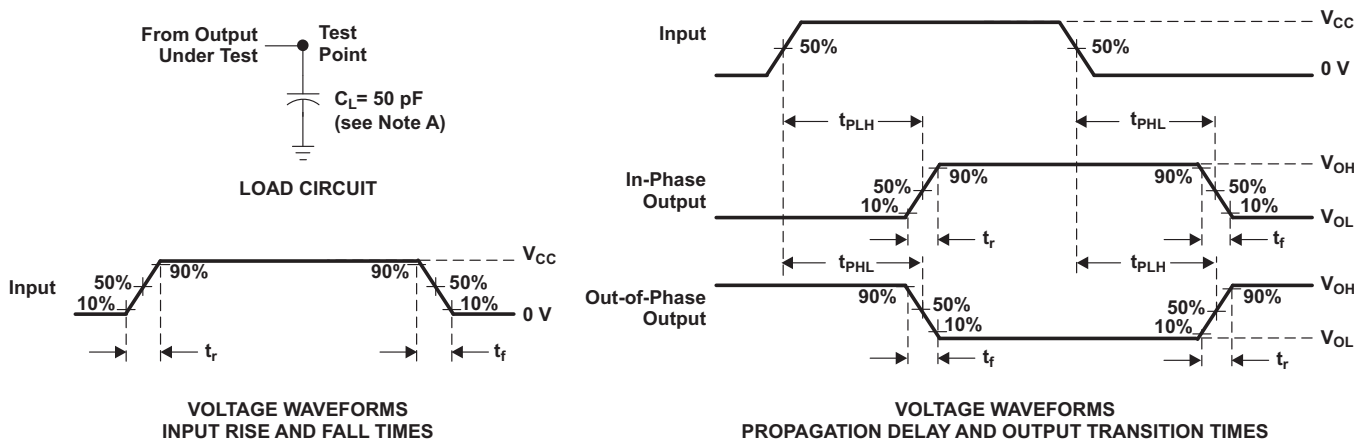 From Output
Under Test
Test
Point
CL= 50 pF
(see Note A)
LOAD CIRCUIT
Input
10%
50%
90%
90%
50%
10%
VCC
0 V
tr
tf
VOLTAGE WAVEFORMS
INPUT RISE AND FALL TIMES
Input
50%
50%
VCC
0 V
tPLH
tPHL
In-Phase
Output
10%
50%
90%
90%
50%
10%
VOH
VOL
tr
tf
tPHL
tPLH
Out-of-Phase
Output
90%
50%
10%
10%
50%
90%
VOH
VOL
tf
tr
VOLTAGE WAVEFORMS
PROPAGATION DELAY AND OUTPUT TRANSITION TIMES